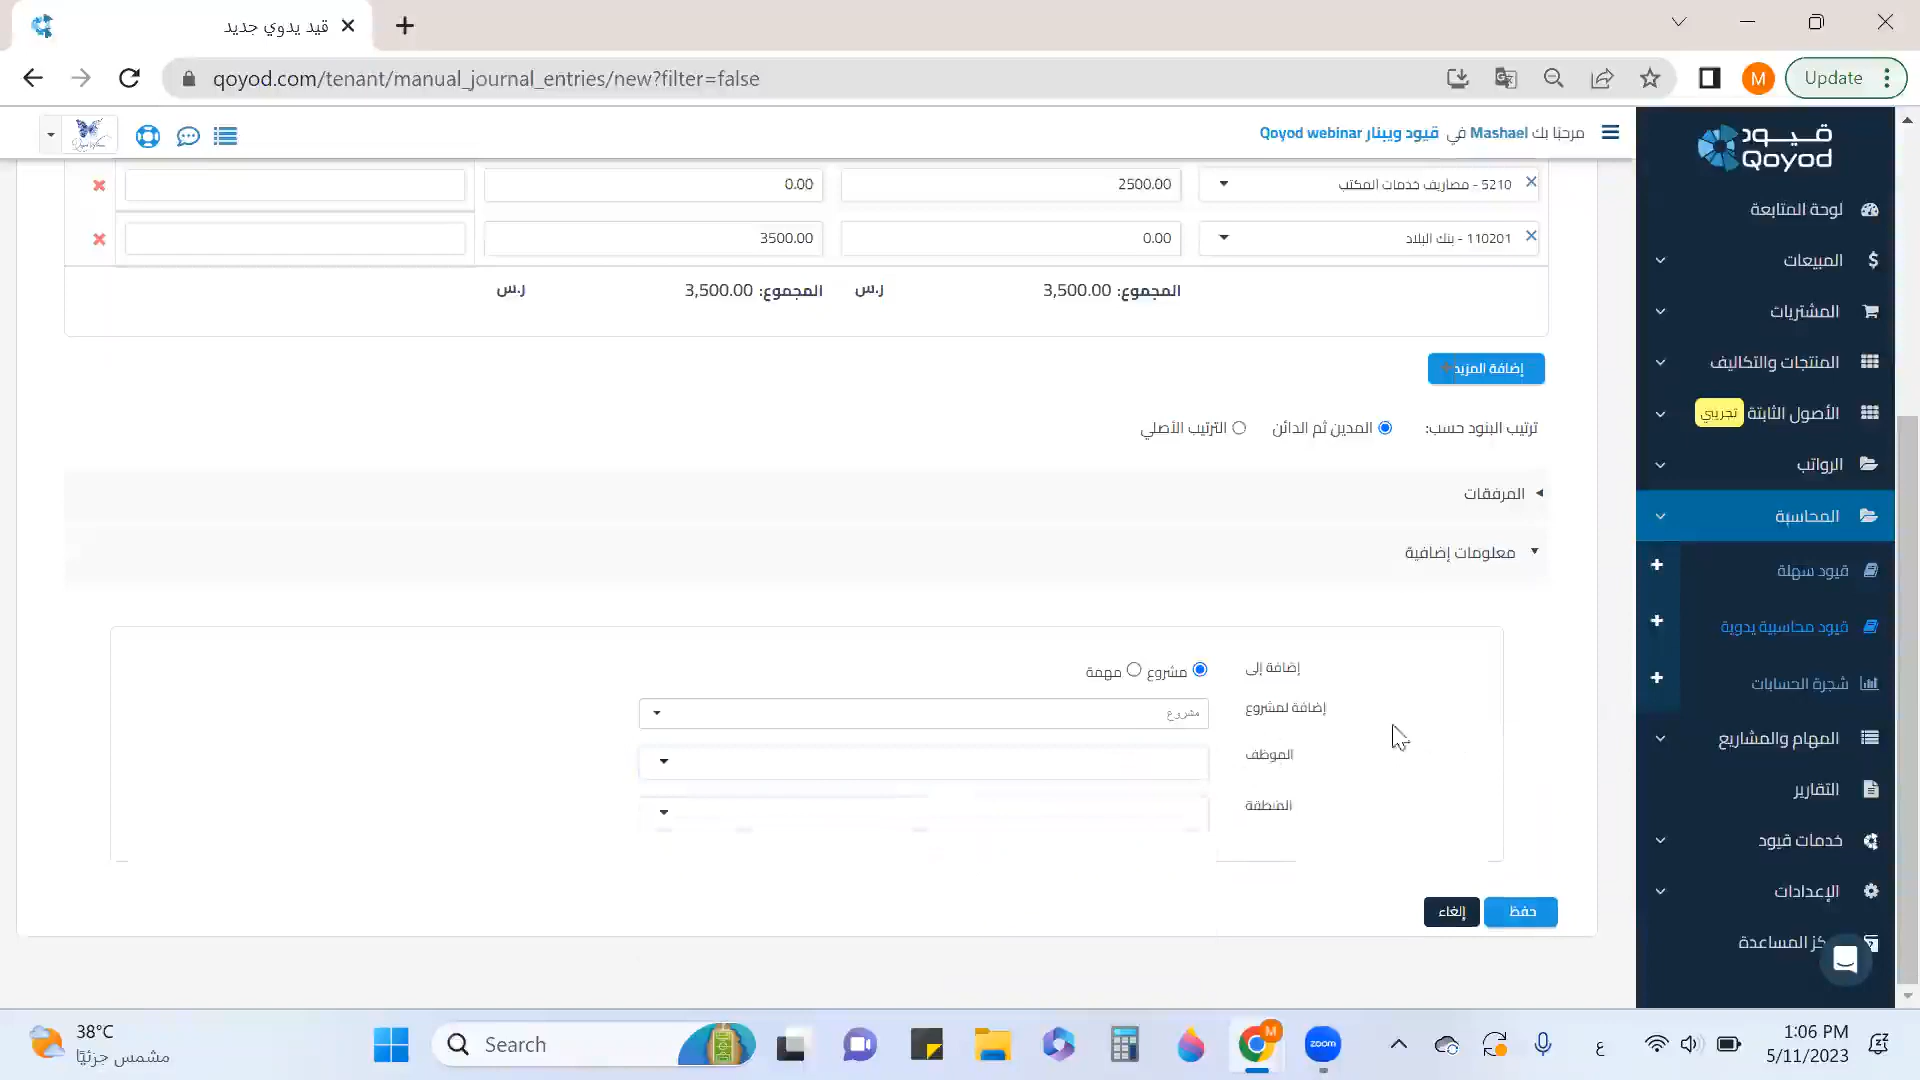 قيد يدوي جديد
qoyod.com/tenant/manual_journal_entries/new?filter=false
M
Update
مرحبًا بك Mashael في قيود ويبنار Qoyod webinar
قيود
Qoyod
5210 - مصاريف خدمات المكتب
2500.00
0.00
110201 - بنك البلاد
0.00
3500.00
المجموع: 3,500.00 ر.س
المجموع: 3,500.00 ر.س
إضافة المزيد
ترتيب البنود حسب: المدين ثم الدائن الترتيب الأصلي
المرفقات
معلومات إضافية
إضافة إلى
مشروع
مهمة
إضافة لمشروع
مشروع
الموظف
المنطقة
حفظ
إلغاء
لوحة المتابعة
المبيعات
المشتريات
المنتجات والتكاليف
الأصول الثابتة تجريبي
الرواتب
المحاسبة
قيود سهلة
قيود محاسبية يدوية
شجرة الحسابات
المهام والمشاريع
التقارير
خدمات قيود
الإعدادات
كز المساعدة
38°C
مشمس جزئيًا
Search
M
zoom
ع
1:06 PM
5/11/2023